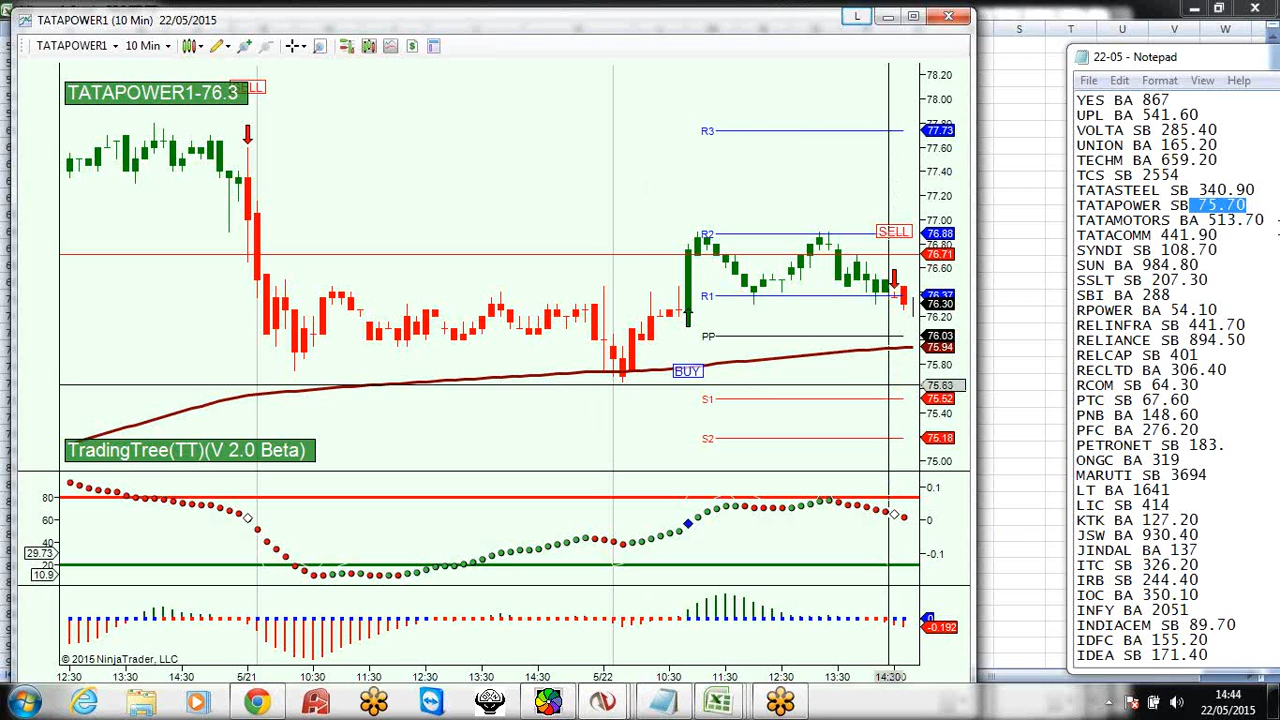 TATAPOWER1 (10 Min) 22/05/2015
L
TATAPOWER1
10 Min
TATAPOWER1-76.3
78.20
78.00
77.80
77.73
77.60
77.40
77.20
77.00
76.88
76.80
76.71
76.60
76.37
76.30
76.20
76.03
75.94
75.80
75.63
75.52
75.40
75.18
75.00
R3
R2
SELL
R1
PP
BUY
S1
S2
TradingTree(TT)(V 2.0 Beta)
80
60
40
29.73
20
10.9
0.1
0
-0.1
0
-0.192
© 2015 NinjaTrader, LLC
12:30 13:30 14:30 5/21 10:30 11:30 12:30 13:30 14:30 5/22 10:30 11:30 12:30 13:30 14:20:0
S T U V W
22-05 - Notepad
File Edit Format View Help
YES BA 867
UPL BA 541.60
VOLTA SB 285.40
UNION BA 165.20
TECHM BA 659.20
TCS SB 2554
TATASTEEL SB 340.90
TATAPOWER SB 75.70
TATAMOTORS BA 513.70
TATACOMM BA 441.90
SYNDI SB 108.70
SUN BA 984.80
SSLT SB 207.30
SBI BA 288
RPOWER BA 54.10
RELINFRA SB 441.70
RELIANCE SB 894.50
RELCAP SB 401
RECLTD BA 306.40
RCOM SB 64.30
PTC SB 67.60
PNB BA 148.60
PFC BA 276.20
PETRONET SB 183.
ONGC BA 319
MARUTI SB 3694
LT BA 1641
LIC SB 414
KTK BA 127.20
JSW BA 930.40
JINDAL BA 137
ITC BA 326.20
IRB SB 244.40
IOC BA 350.10
INFY BA 2051
INDIACEM SB 89.70
IDFC BA 155.20
IDEA SB 171.40
14:44
22/05/2015